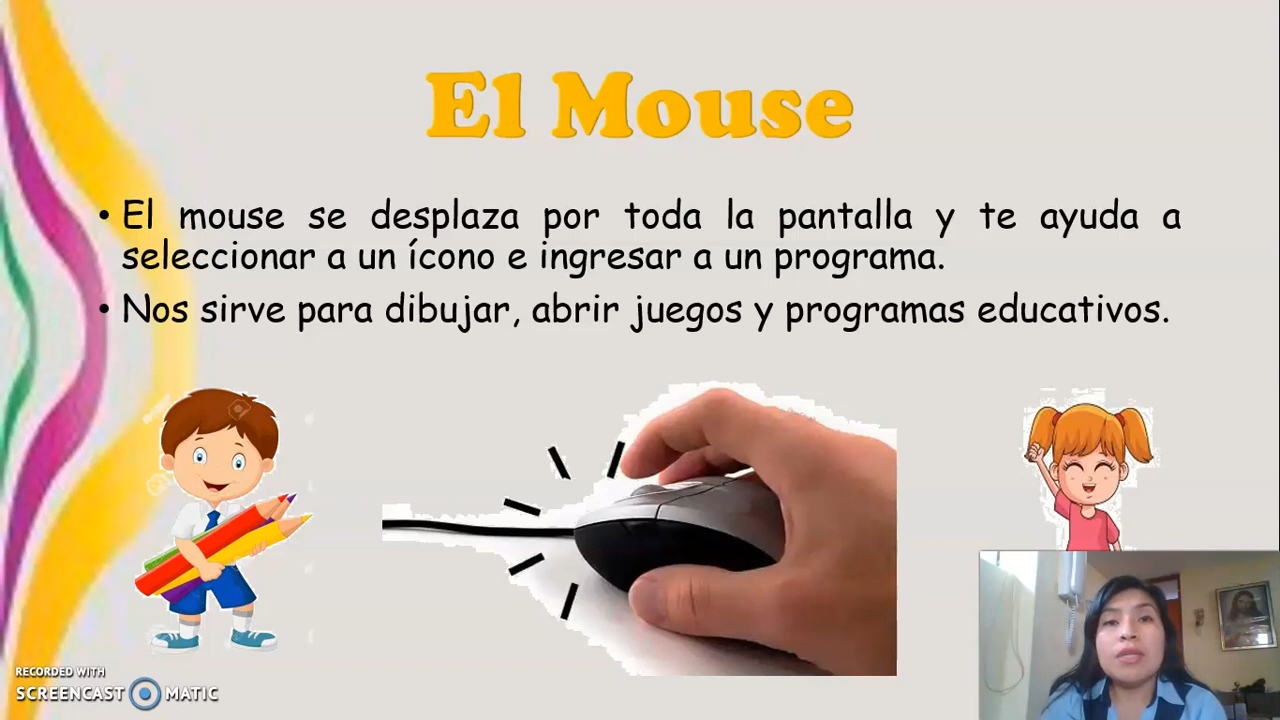 El Mouse
• El mouse se desplaza por toda la pantalla y te ayuda a
seleccionar a un ícono e ingresar a un programa.
• Nos sirve para dibujar, abrir juegos y programas educativos.
RECORDED WITH
SCREENCAST MATIC